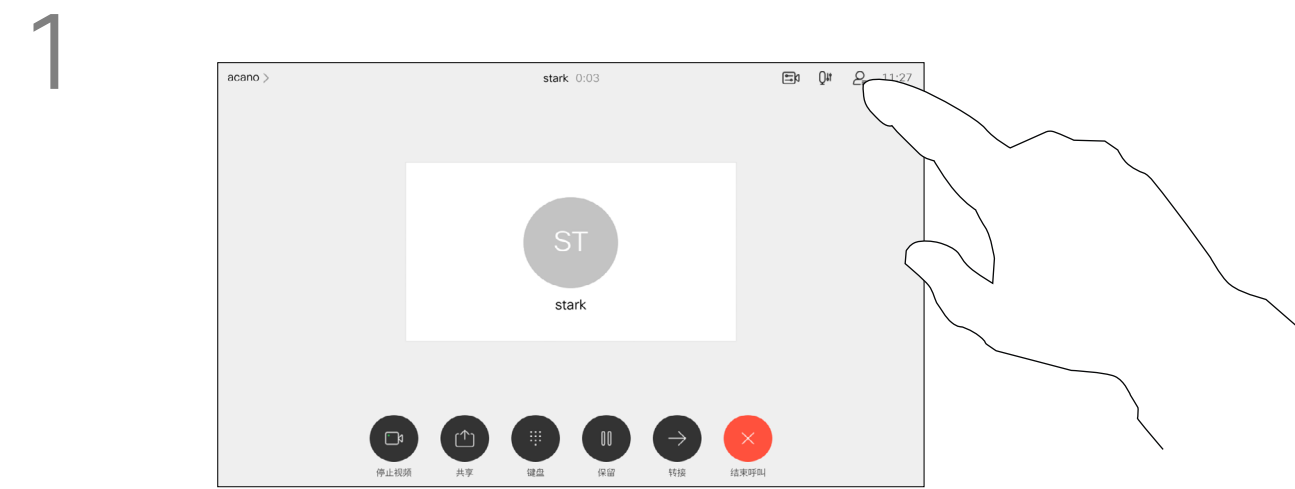 1
acano >
stark 0:03
11:27
ST
stark
停止视频
共享
键盘
保留
转接
结束呼叫